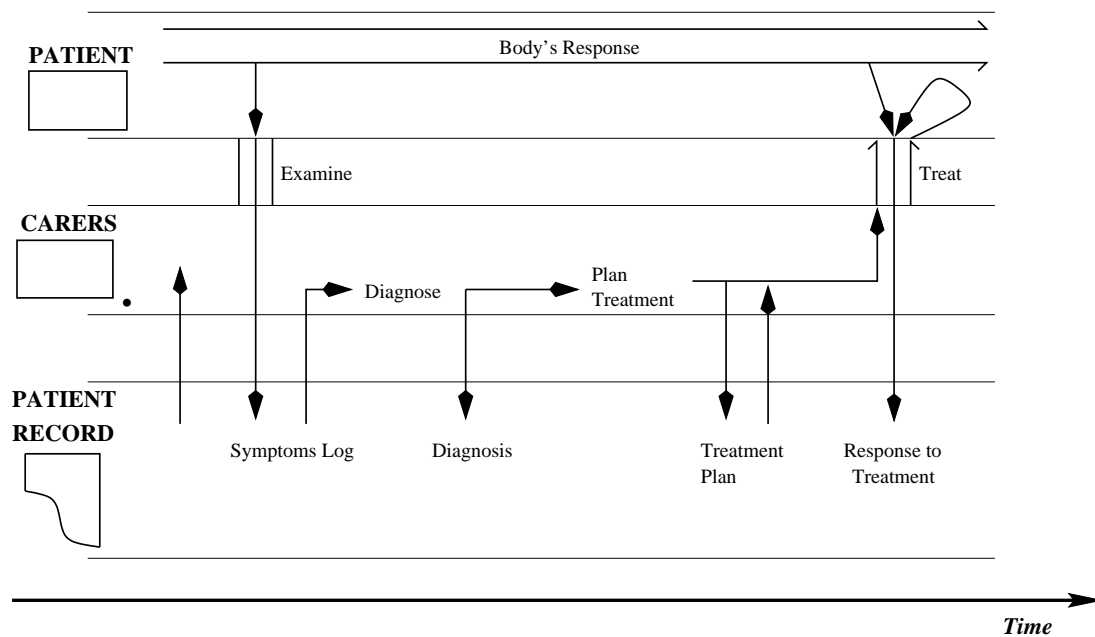 Body's Response
PATIENT
Examine
Treat
CARERS
Diagnose
Plan
Treatment
PATIENT
RECORD
Symptoms Log
Diagnosis
Treatment
Plan
Response to
Treatment
Time